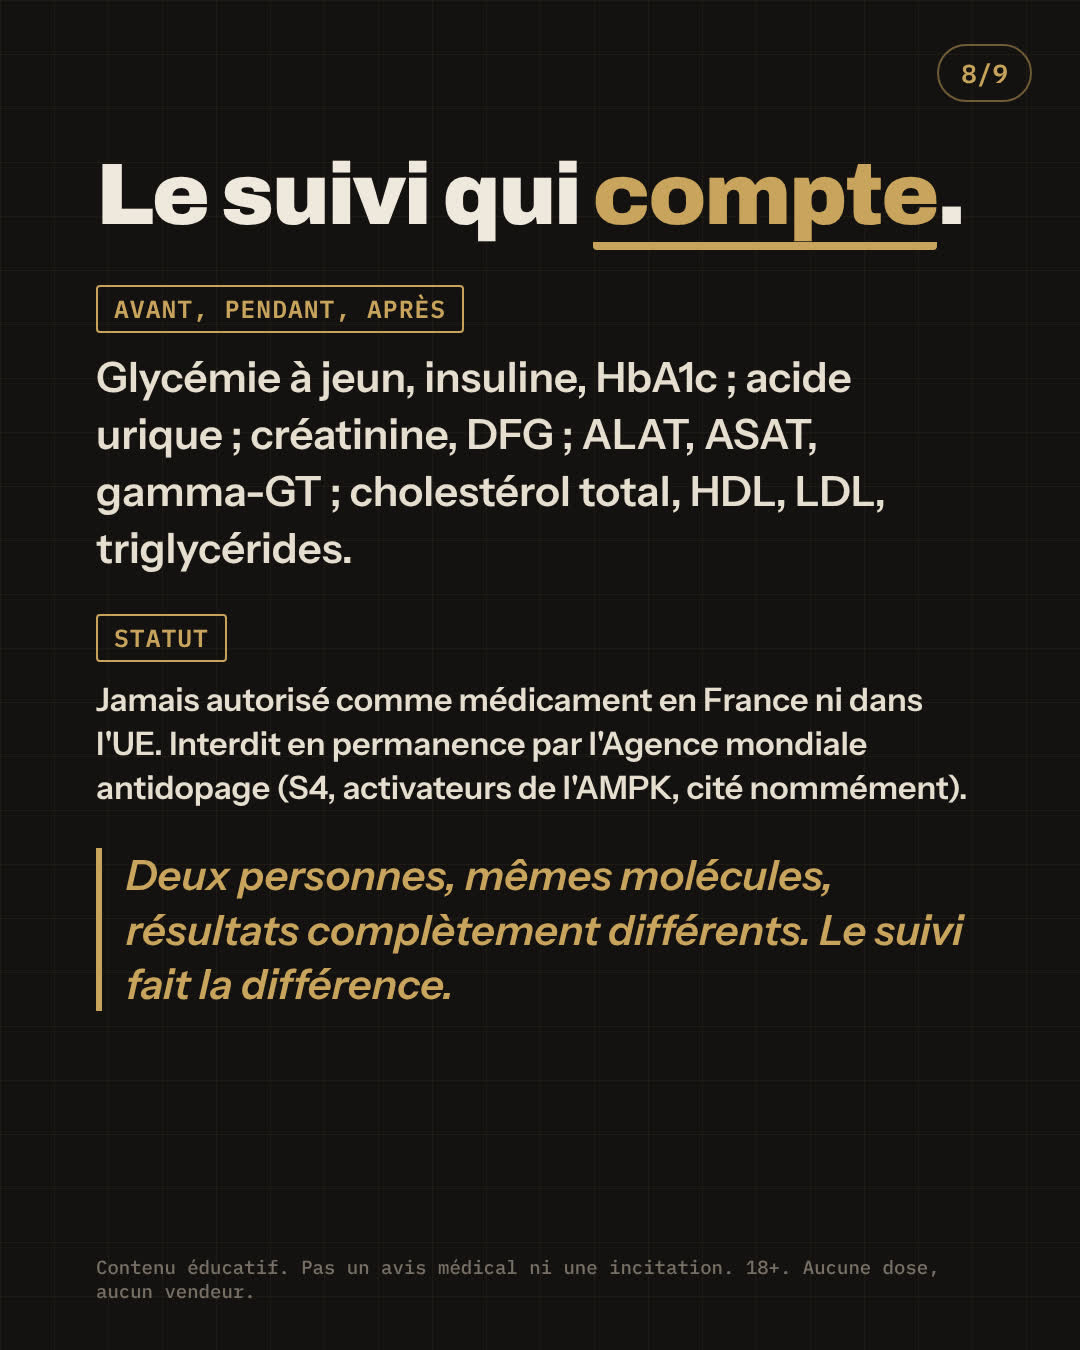 8/9
Le suivi qui compte.
AVANT, PENDANT, APRÈS
Glycémie à jeun, insuline, HbA1c ; acide
urique ; créatinine, DFG ; ALAT, ASAT,
gamma-GT ; cholestérol total, HDL, LDL,
triglycérides.
STATUT
Jamais autorisé comme médicament en France ni dans
l'UE. Interdit en permanence par l'Agence mondiale
antidopage (S4, activateurs de l'AMPK, cité nommément).
Deux personnes, mêmes molécules,
résultats complètement différents. Le suivi
fait la différence.
Contenu éducatif. Pas un avis médical ni une incitation. 18+. Aucune dose,
aucun vendeur.